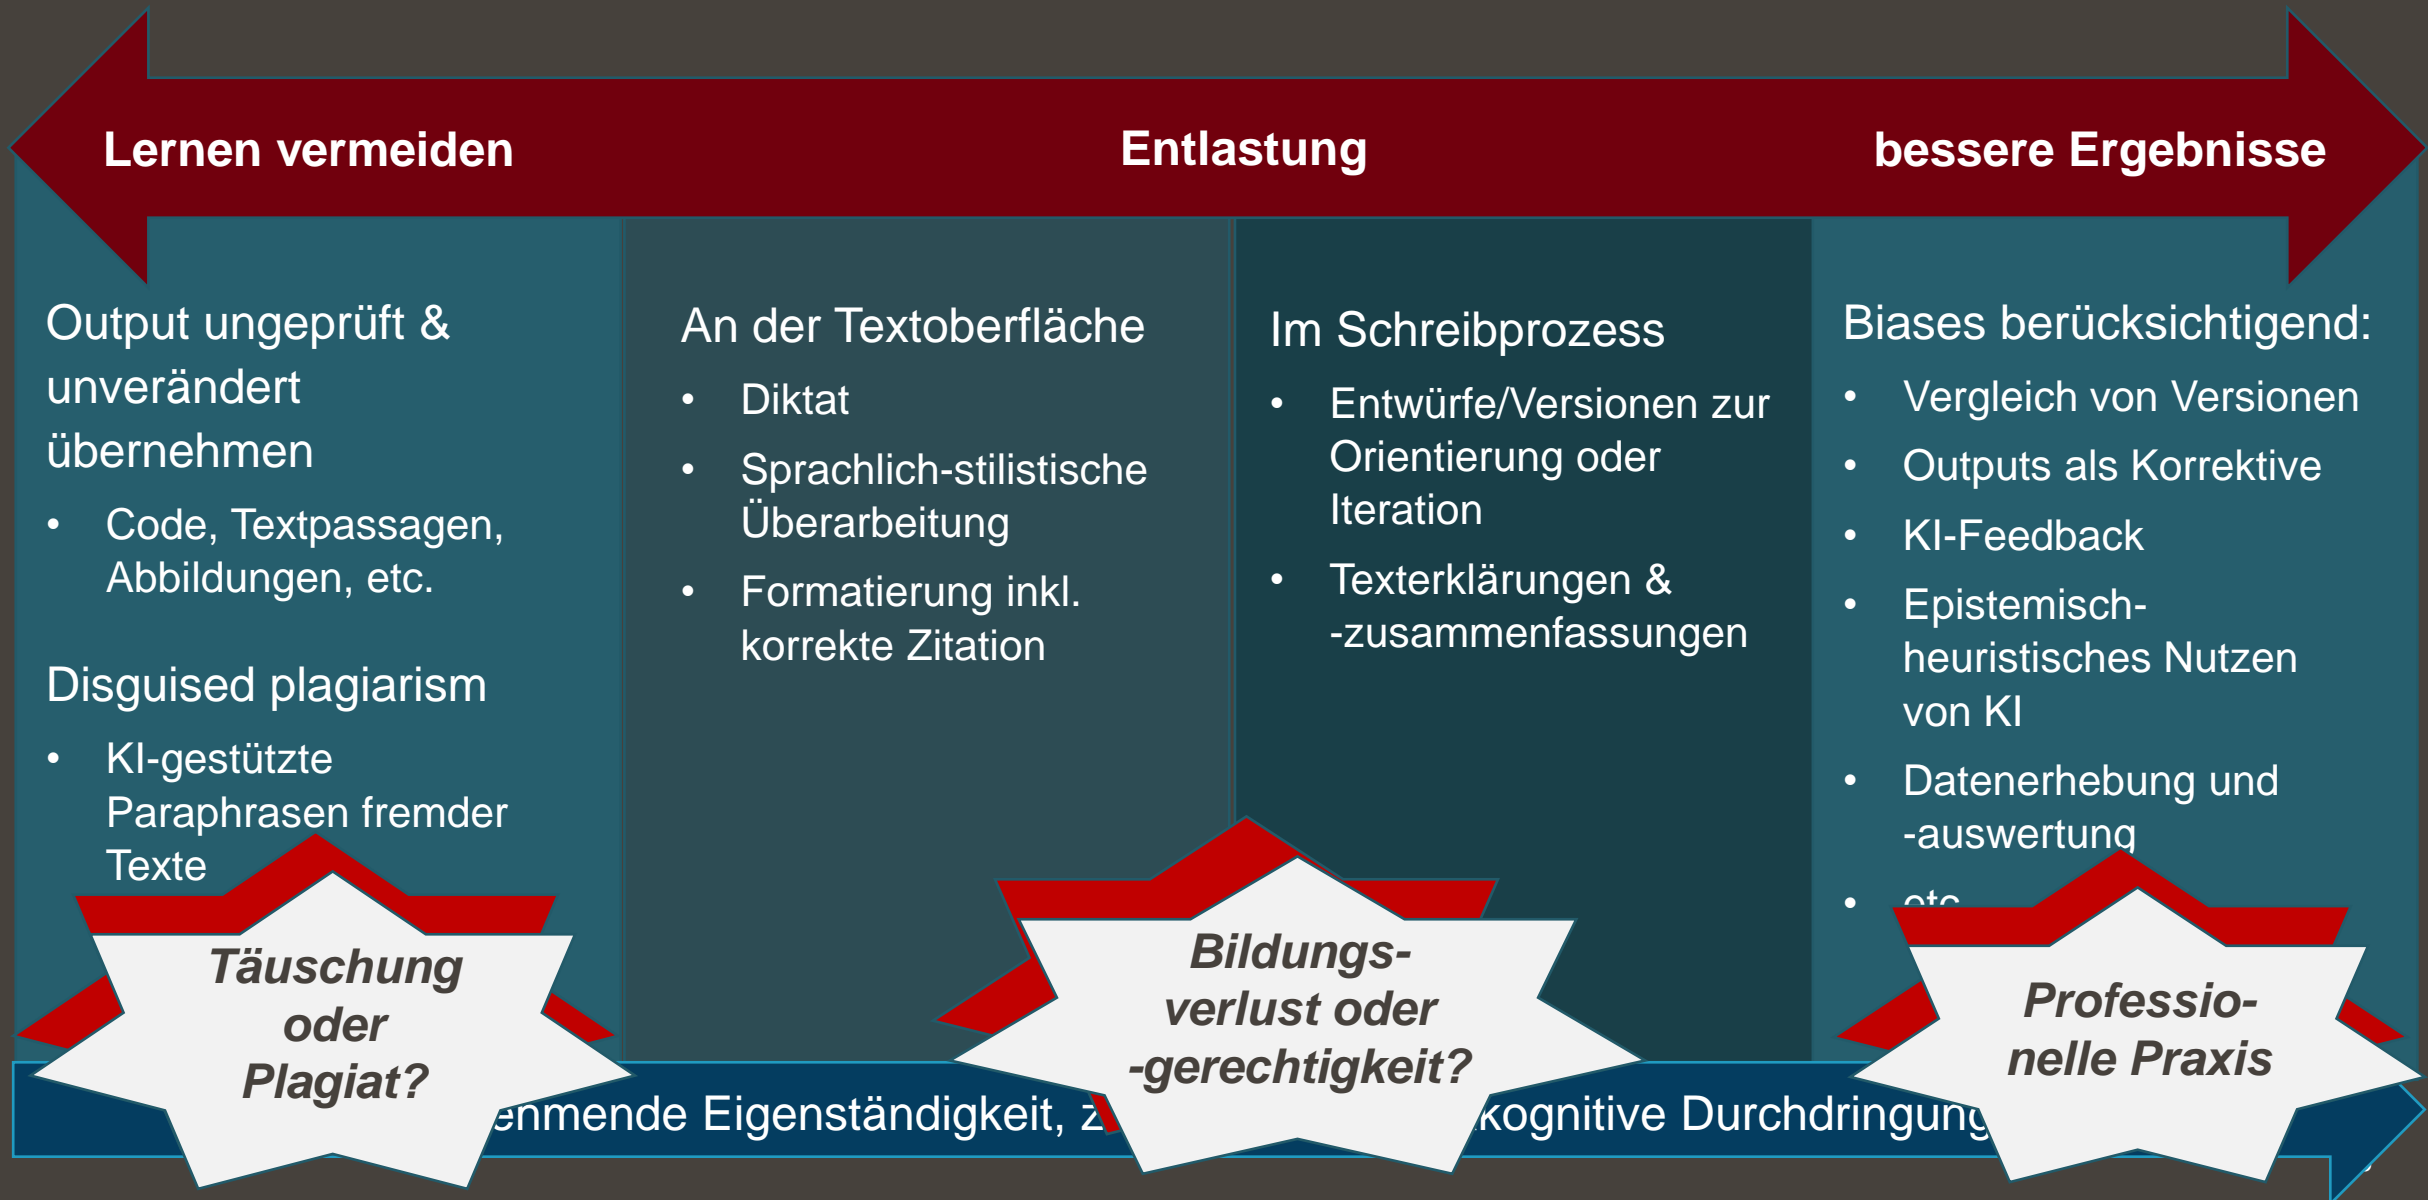 Lernen vermeiden
Entlastung
bessere Ergebnisse
Output ungeprüft &
unverändert
übernehmen
• Code, Textpassagen,
Abbildungen, etc.
Disguised plagiarism
• KI-gestützte
Paraphrasen fremder
Texte
An der Textoberfläche
• Diktat
• Sprachlich-stilistische
Überarbeitung
• Formatierung inkl.
korrekte Zitation
Im Schreibprozess
• Entwürfe/Versionen zur
Orientierung oder
Iteration
• Texterklärungen &
-zusammenfassungen
Biases berücksichtigend:
• Vergleich von Versionen
• Outputs als Korrektive
• KI-Feedback
• Epistemisch-
heuristisches Nutzen
von KI
• Datenerhebung und
-auswertung
• etc
Täuschung
oder
Plagiat?
Bildungs-
verlust oder
-gerechtigkeit?
Professio-
nelle Praxis
Eigenständigkeit, kognitive Durchdringung